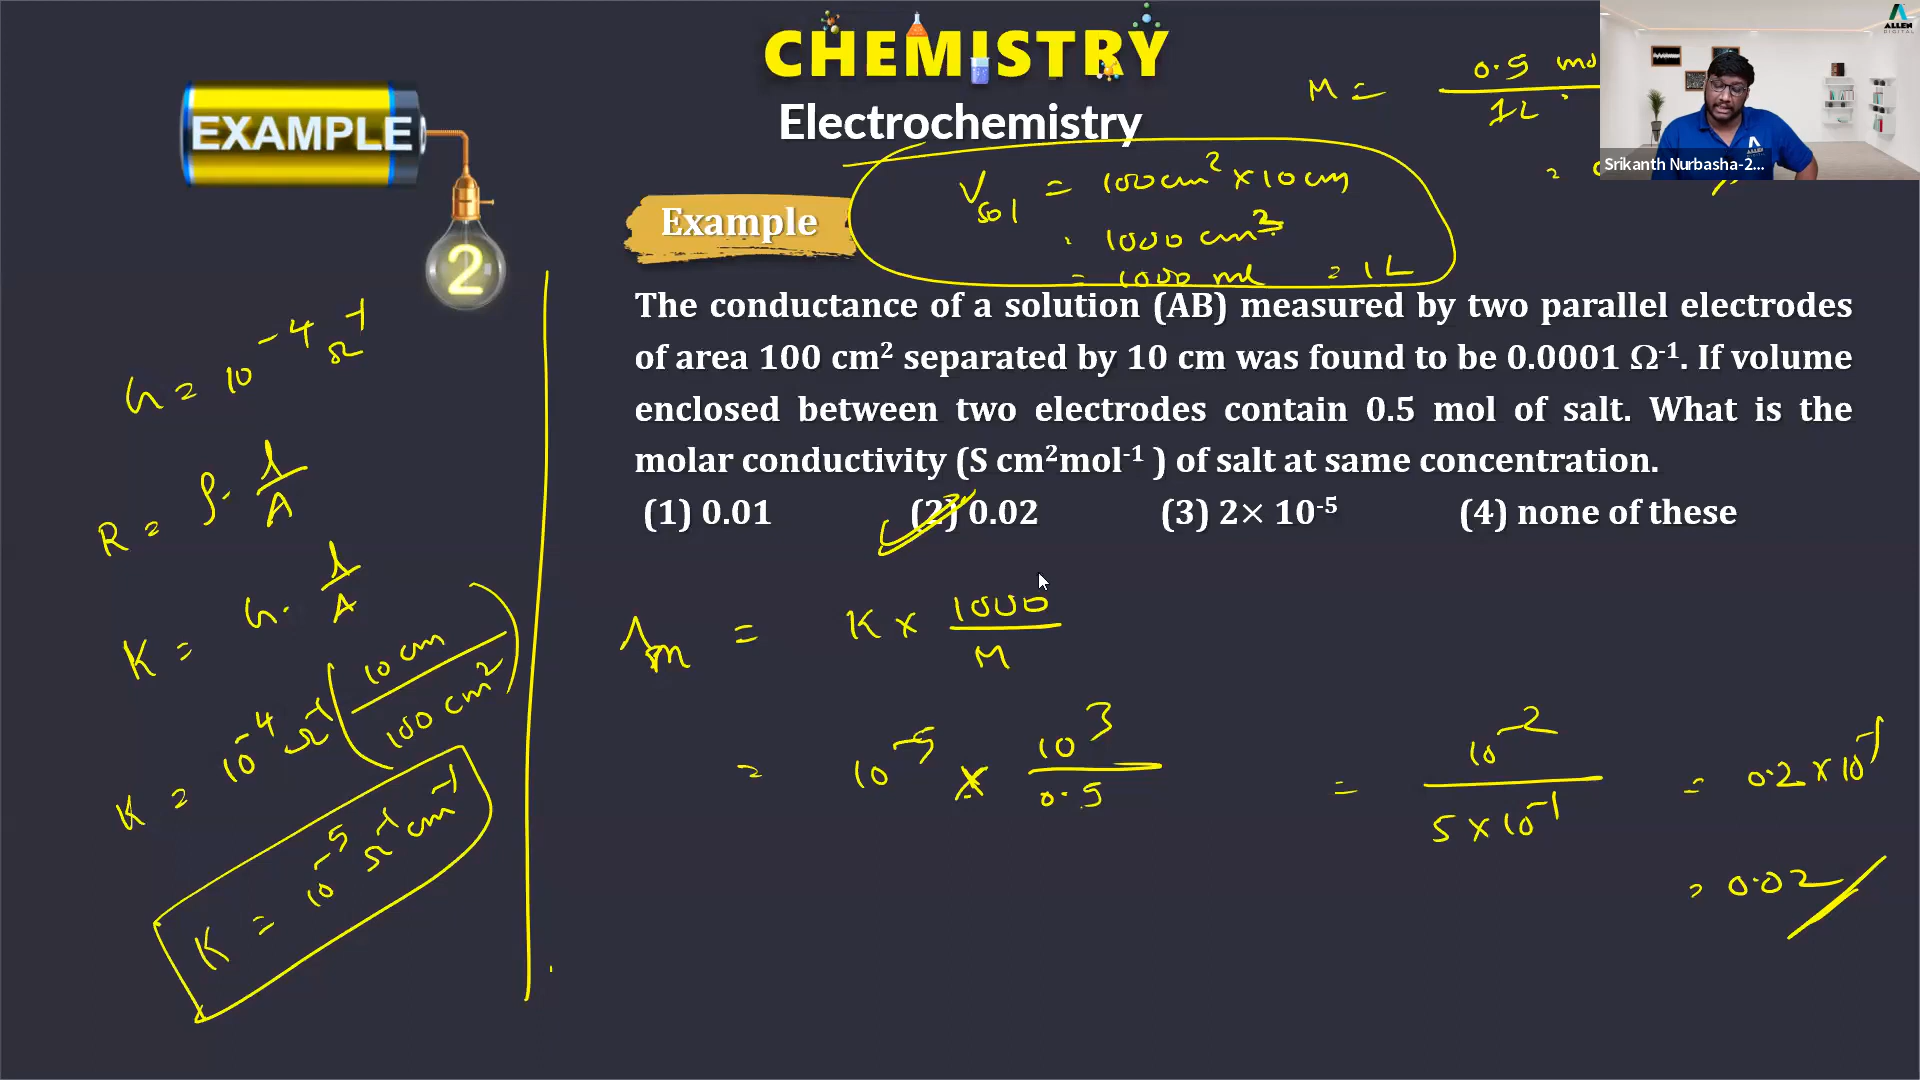 CHEMISTRY
Electrochemistry
EXAMPLE
2
Example
ALLEN
DIGITAL
ALLEN
Srikanth Nurbasha-2...
M = 0.5 mo
1L
V sol = 100 cm² × 10 cm
= 1000 cm³
= 1000 ml = 1 L
The conductance of a solution (AB) measured by two parallel electrodes
of area 100 cm² separated by 10 cm was found to be 0.0001 Ω⁻¹. If volume
enclosed between two electrodes contain 0.5 mol of salt. What is the
molar conductivity (S cm²mol⁻¹ ) of salt at same concentration.
(1) 0.01 (2) 0.02 (3) 2× 10⁻⁵ (4) none of these
G = 10⁻⁴ Ω⁻¹
R = ρ · l/A
K = G · l/A
K = 10⁻⁴ Ω⁻¹ (10 cm / 100 cm²)
K = 10⁻⁵ Ω⁻¹ cm⁻¹
Λm = K × 1000/M
= 10⁻⁵ × 10³/0.5 = 10⁻²/5 × 10⁻¹ = 0.2 × 10⁻¹
= 0.02